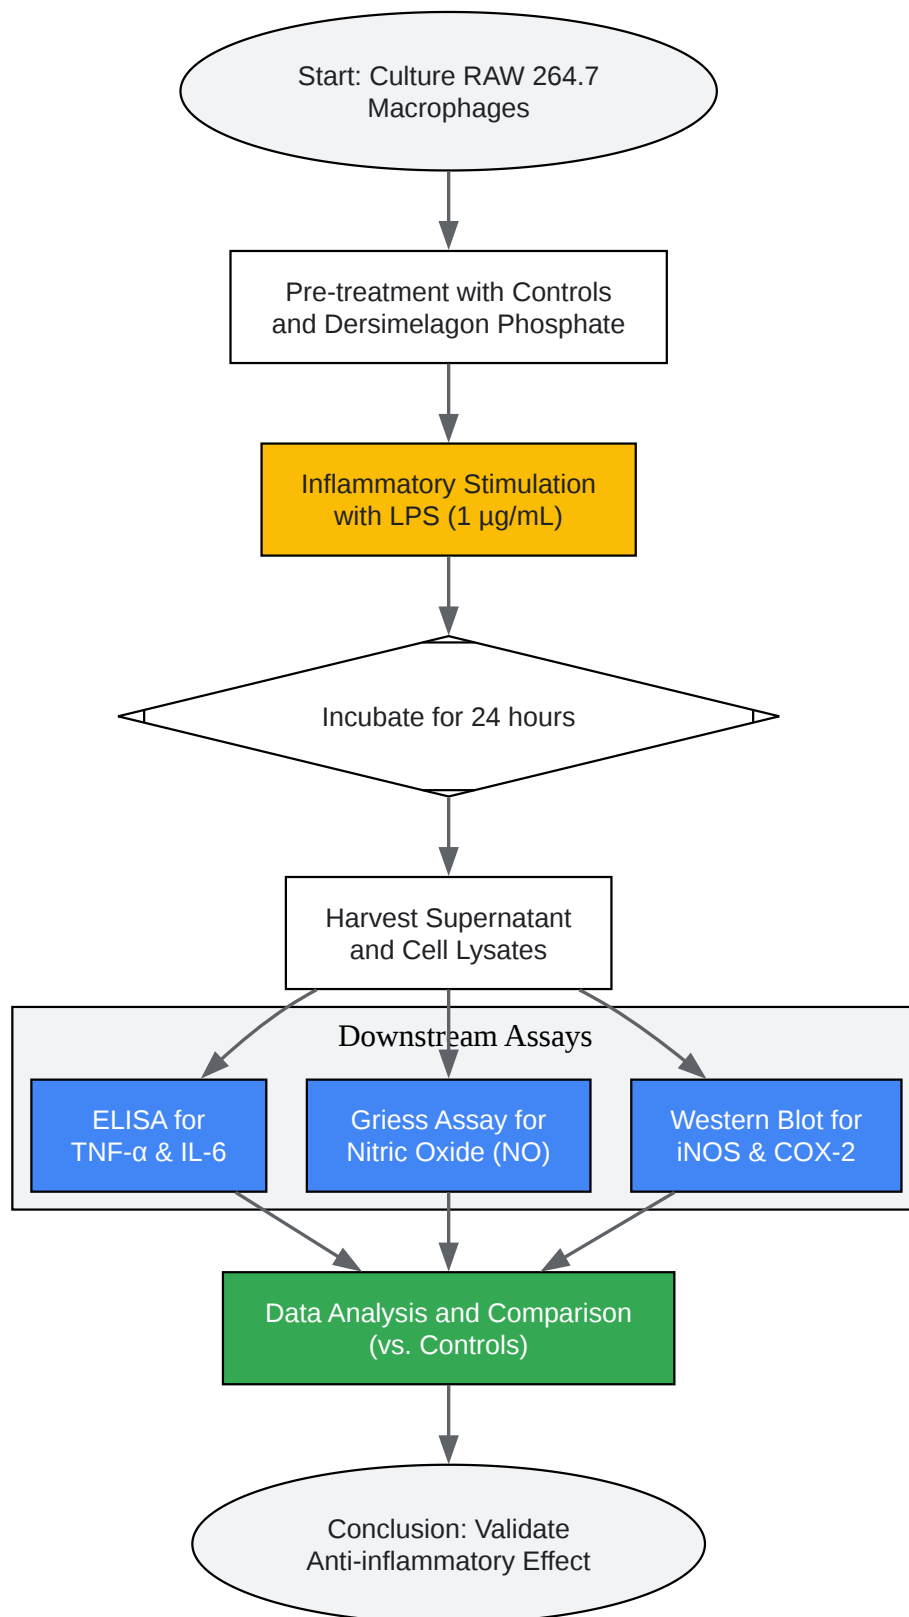 Start: Culture RAW 264.7
Macrophages
Pre-treatment with Controls
and Dersimelagon Phosphate
Inflammatory Stimulation
with LPS (1 µg/mL)
Incubate for 24 hours
Harvest Supernatant
and Cell Lysates
Downstream Assays
ELISA for
TNF-α & IL-6
Griess Assay for
Nitric Oxide (NO)
Western Blot for
iNOS & COX-2
Data Analysis and Comparison
(vs. Controls)
Conclusion: Validate
Anti-inflammatory Effect